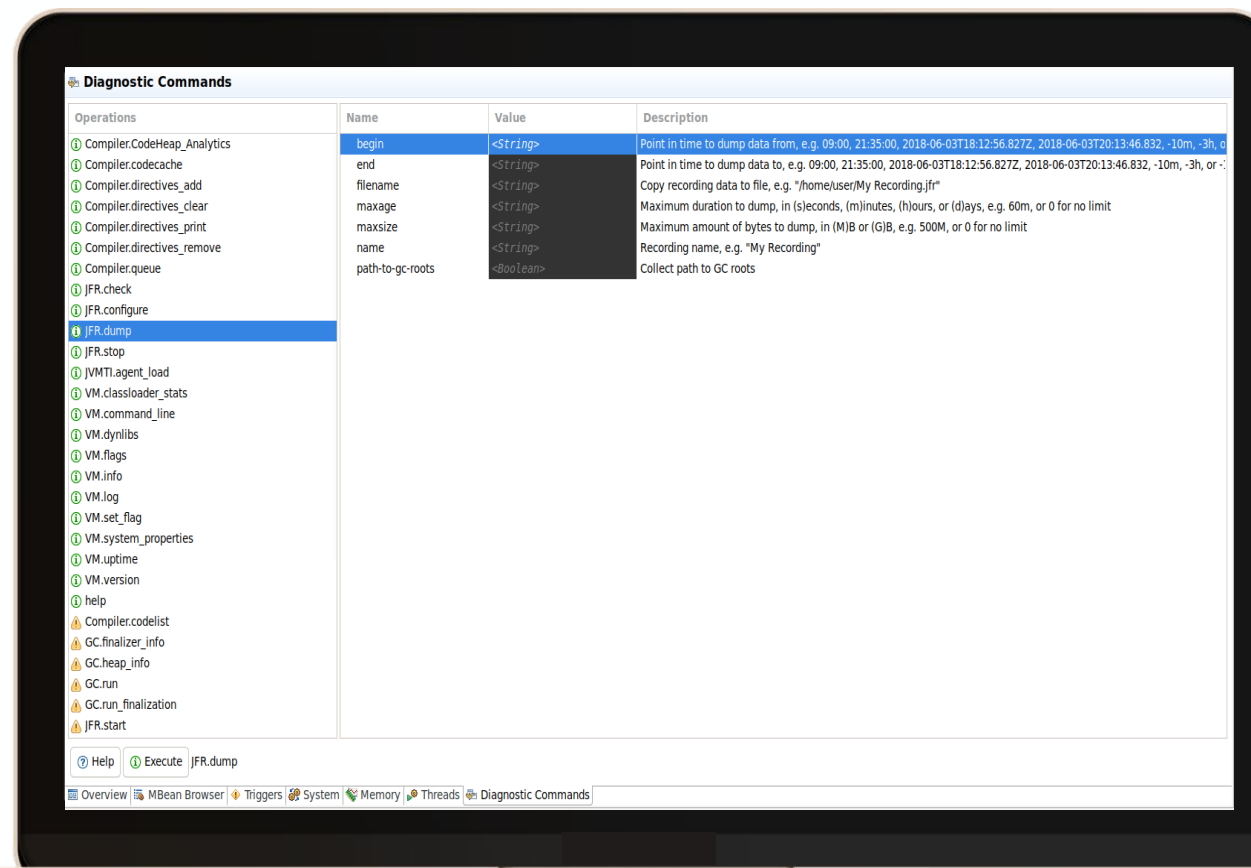 Diagnostic Commands
Operations
Compiler.CodeHeap_Analytics
Compiler.codecache
Compiler.directives_add
Compiler.directives_clear
Compiler.directives_print
Compiler.directives_remove
Compiler.queue
JFR.check
JFR.configure
JFR.dump
JFR.stop
JVMTI.agent_load
VM.classloader_stats
VM.command_line
VM.dynlibs
VM.flags
VM.info
VM.log
VM.set_flag
VM.system_properties
VM.uptime
VM.version
help
Compiler.codelist
GC.finalizer_info
GC.heap_info
GC.run
GC.run_finalization
JFR.start
Name Value Description
begin <String> Point in time to dump data from, e.g. 09:00, 21:35:00, 2018-06-03T18:12:56.827Z, 2018-06-03T20:13:46.832, -10m, -3h, o
end <String> Point in time to dump data to, e.g. 09:00, 21:35:00, 2018-06-03T18:12:56.827Z, 2018-06-03T20:13:46.832, -10m, -3h, or -
filename <String> Copy recording data to file, e.g. "/home/user/My Recording.jfr"
maxage <String> Maximum duration to dump, in (s)econds, (m)inutes, (h)ours, or (d)ays, e.g. 60m, or 0 for no limit
maxsize <String> Maximum amount of bytes to dump, in (M)B or (G)B, e.g. 500M, or 0 for no limit
name <String> Recording name, e.g. "My Recording"
path-to-gc-roots <Boolean> Collect path to GC roots
Help Execute JFR.dump
Overview MBean Browser Triggers System Memory Threads Diagnostic Commands